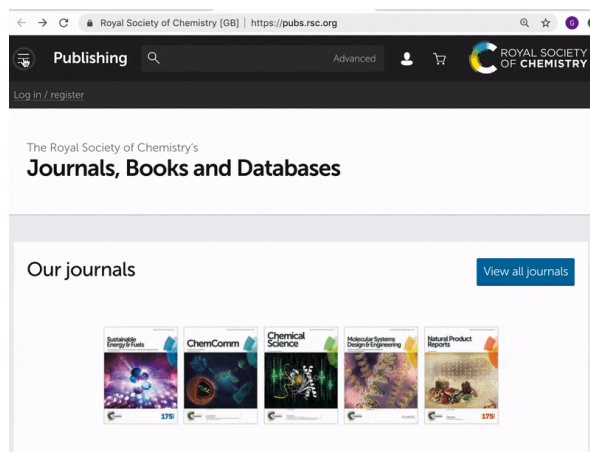 Royal Society of Chemistry [GB] | https://pubs.rsc.org
Publishing
Advanced
ROYAL SOCIETY
OF CHEMISTRY
Log in / register
The Royal Society of Chemistry's
Journals, Books and Databases
Our journals
View all journals
Sustainable
Energy & Fuels
ChemComm
Chemical
Science
Molecular Systems
Design & Engineering
Natural Product
Reports
175
175